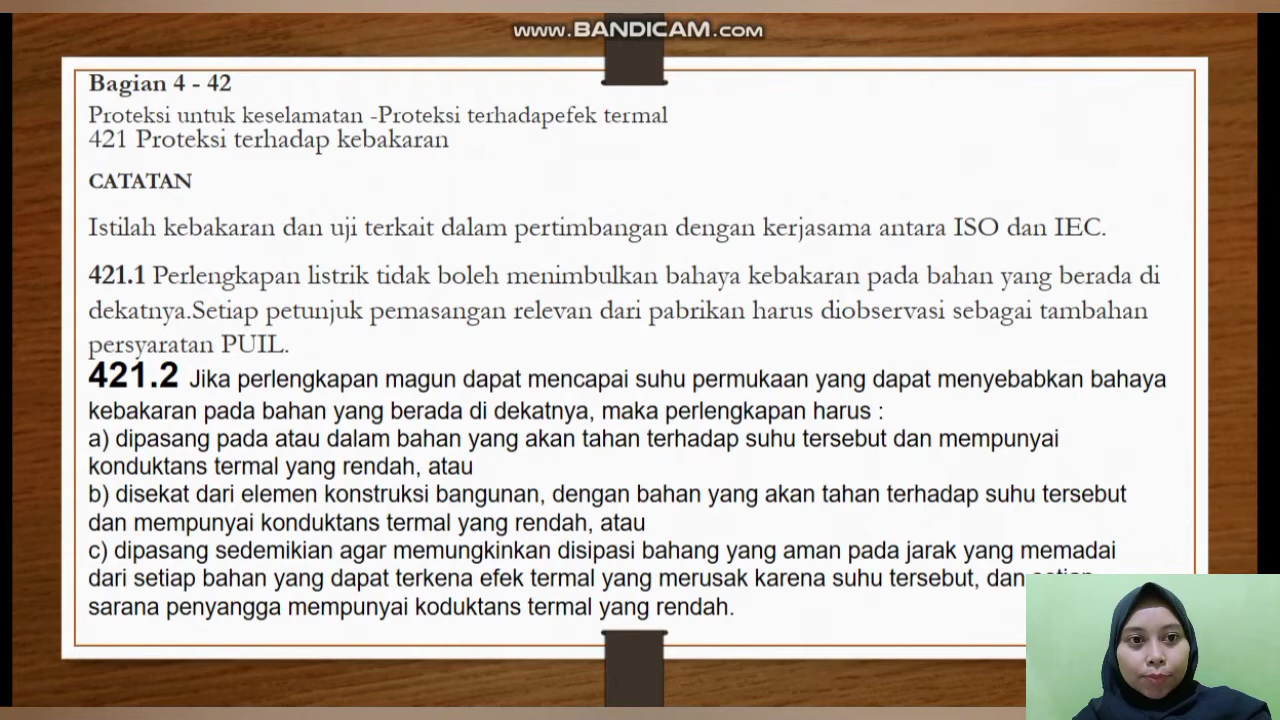 www.BANDICAM.com
Bagian 4 - 42
Proteksi untuk keselamatan -Proteksi terhadapefek termal
421 Proteksi terhadap kebakaran
CATATAN
Istilah kebakaran dan uji terkait dalam pertimbangan dengan kerjasama antara ISO dan IEC.
421.1 Perlengkapan listrik tidak boleh menimbulkan bahaya kebakaran pada bahan yang berada di
dekatnya.Setiap petunjuk pemasangan relevan dari pabrikan harus diobservasi sebagai tambahan
persyaratan PUIL.
421.2 Jika perlengkapan magun dapat mencapai suhu permukaan yang dapat menyebabkan bahaya
kebakaran pada bahan yang berada di dekatnya, maka perlengkapan harus :
a) dipasang pada atau dalam bahan yang akan tahan terhadap suhu tersebut dan mempunyai
konduktans termal yang rendah, atau
b) disekat dari elemen konstruksi bangunan, dengan bahan yang akan tahan terhadap suhu tersebut
dan mempunyai konduktans termal yang rendah, atau
c) dipasang sedemikian agar memungkinkan disipasi bahang yang aman pada jarak yang memadai
dari setiap bahan yang dapat terkena efek termal yang merusak karena suhu tersebut, dan setiap
sarana penyangga mempunyai koduktans termal yang rendah.